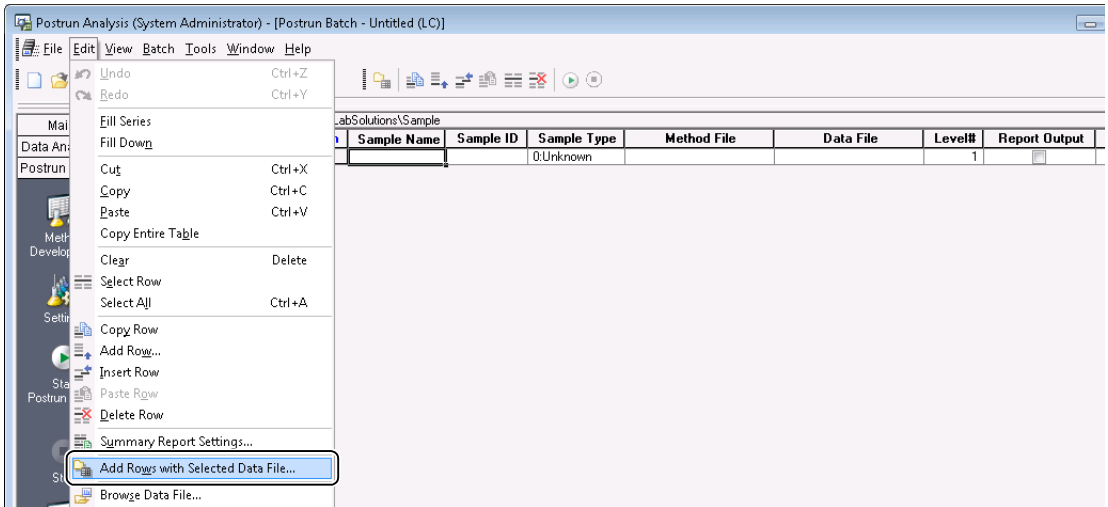 Postrun Analysis (System Administrator) - [Postrun Batch - Untitled (LC)]
File Edit View Batch Tools Window Help
Undo Ctrl+Z
Redo Ctrl+Y
Fill Series
Fill Down
Cut Ctrl+X
Copy Ctrl+C
Paste Ctrl+V
Copy Entire Table
Clear Delete
Select Row
Select All Ctrl+A
Copy Row
Add Row...
Insert Row
Paste Row
Delete Row
Summary Report Settings...
Add Rows with Selected Data File...
Browse Data File...
Mai
Data Ana
Postrun
Meth
Develop
Settin
Sta
Postrun
St
LabSolutions\Sample
Sample Name Sample ID Sample Type Method File Data File Level# Report Output
0:Unknown 1